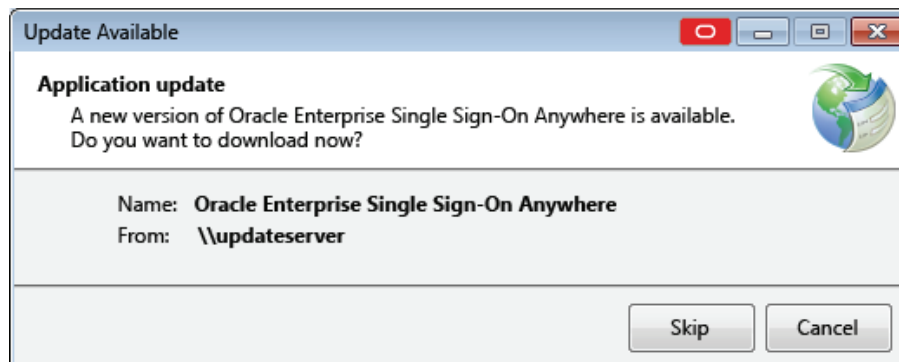 Update Available
Application update
A new version of Oracle Enterprise Single Sign-On Anywhere is available.
Do you want to download now?
Name: Oracle Enterprise Single Sign-On Anywhere
From: \\updateserver
Skip Cancel